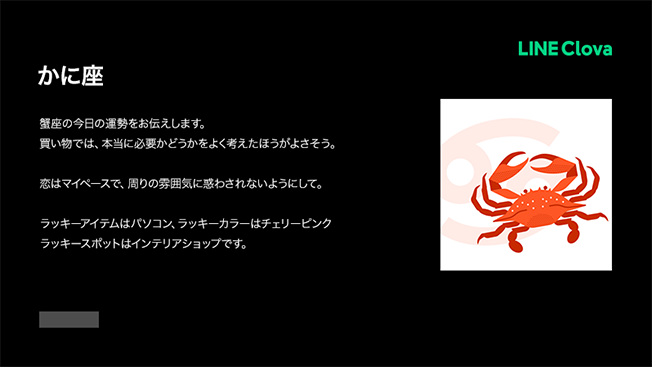 LINE Clova
かに座
蟹座の今日の運勢をお伝えします。
買い物では、本当に必要かどうかをよく考えたほうがよさそう。
恋はマイペースで、周りの雰囲気に惑わされないようにして。
ラッキーアイテムはパソコン、ラッキーカラーはチェリーピンク
ラッキースポットはインテリアショップです。